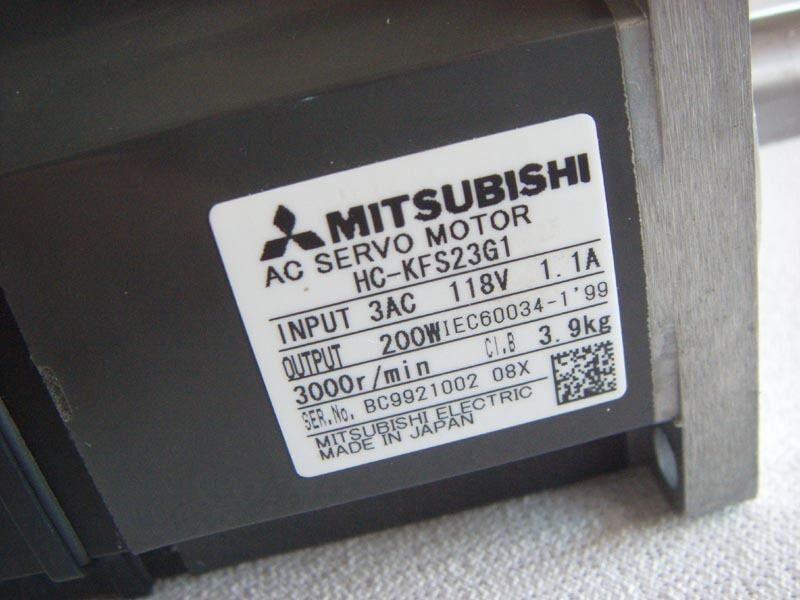 MITSUBISHI
AC SERVO MOTOR
HC-KFS23G1
INPUT 3AC 118V 1.1A
OUTPUT 200W IEC60034-1'99
3000r/min CI.B 3.9kg
SER.No. BC9921002 08X
MITSUBISHI ELECTRIC
MADE IN JAPAN